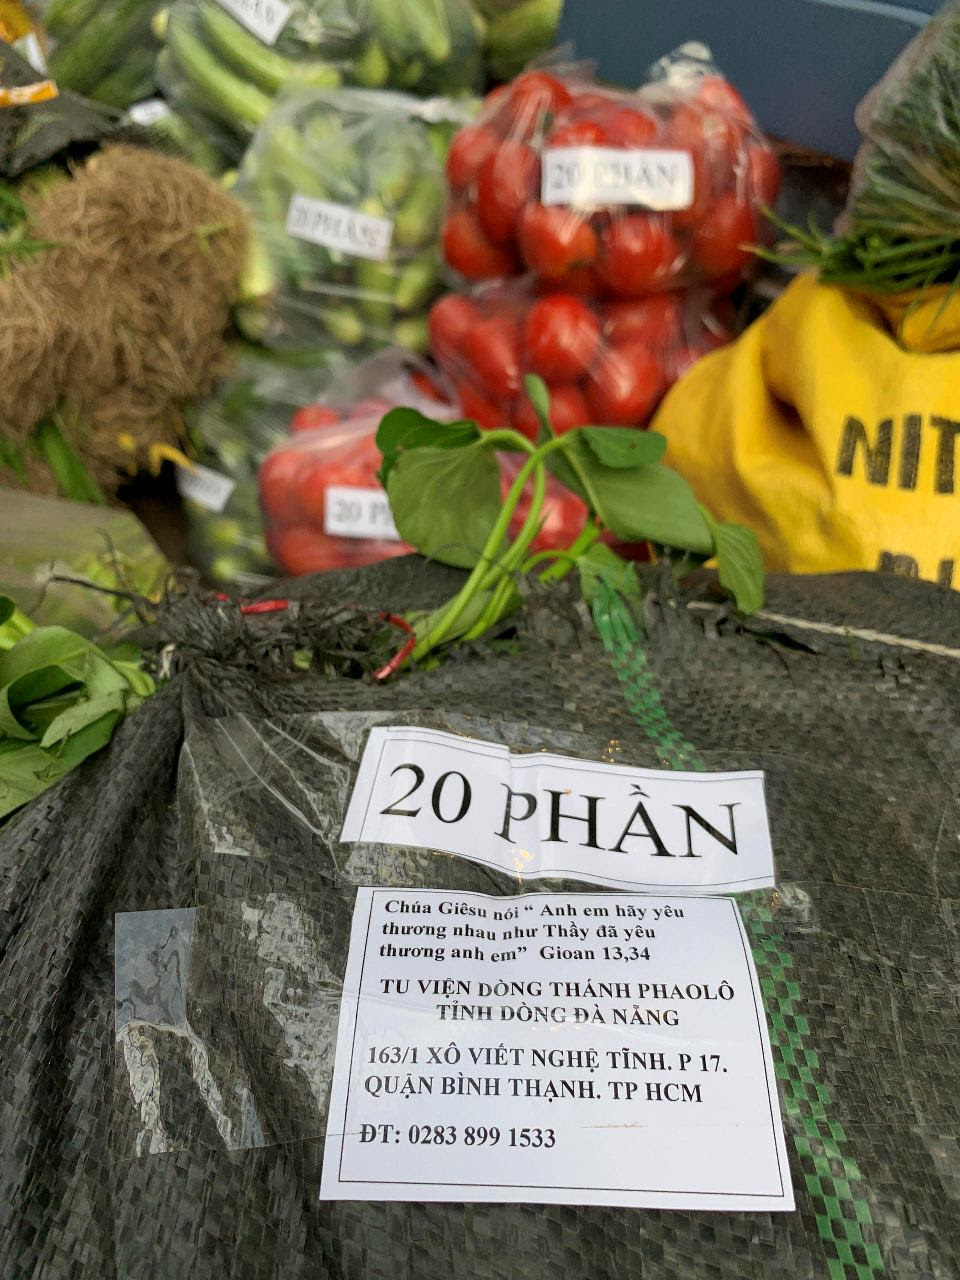 20 PHẦN
20 PHẦN
20 P
NIT
20 PHẦN
Chúa Giêsu nói “ Anh em hãy yêu
thương nhau như Thầy đã yêu
thương anh em” Gioan 13,34
TU VIỆN DÒNG THÁNH PHAOLÔ
TỈNH DÒNG ĐÀ NẴNG
163/1 XÔ VIẾT NGHỆ TĨNH. P 17.
QUẬN BÌNH THẠNH. TP HCM
ĐT: 0283 899 1533